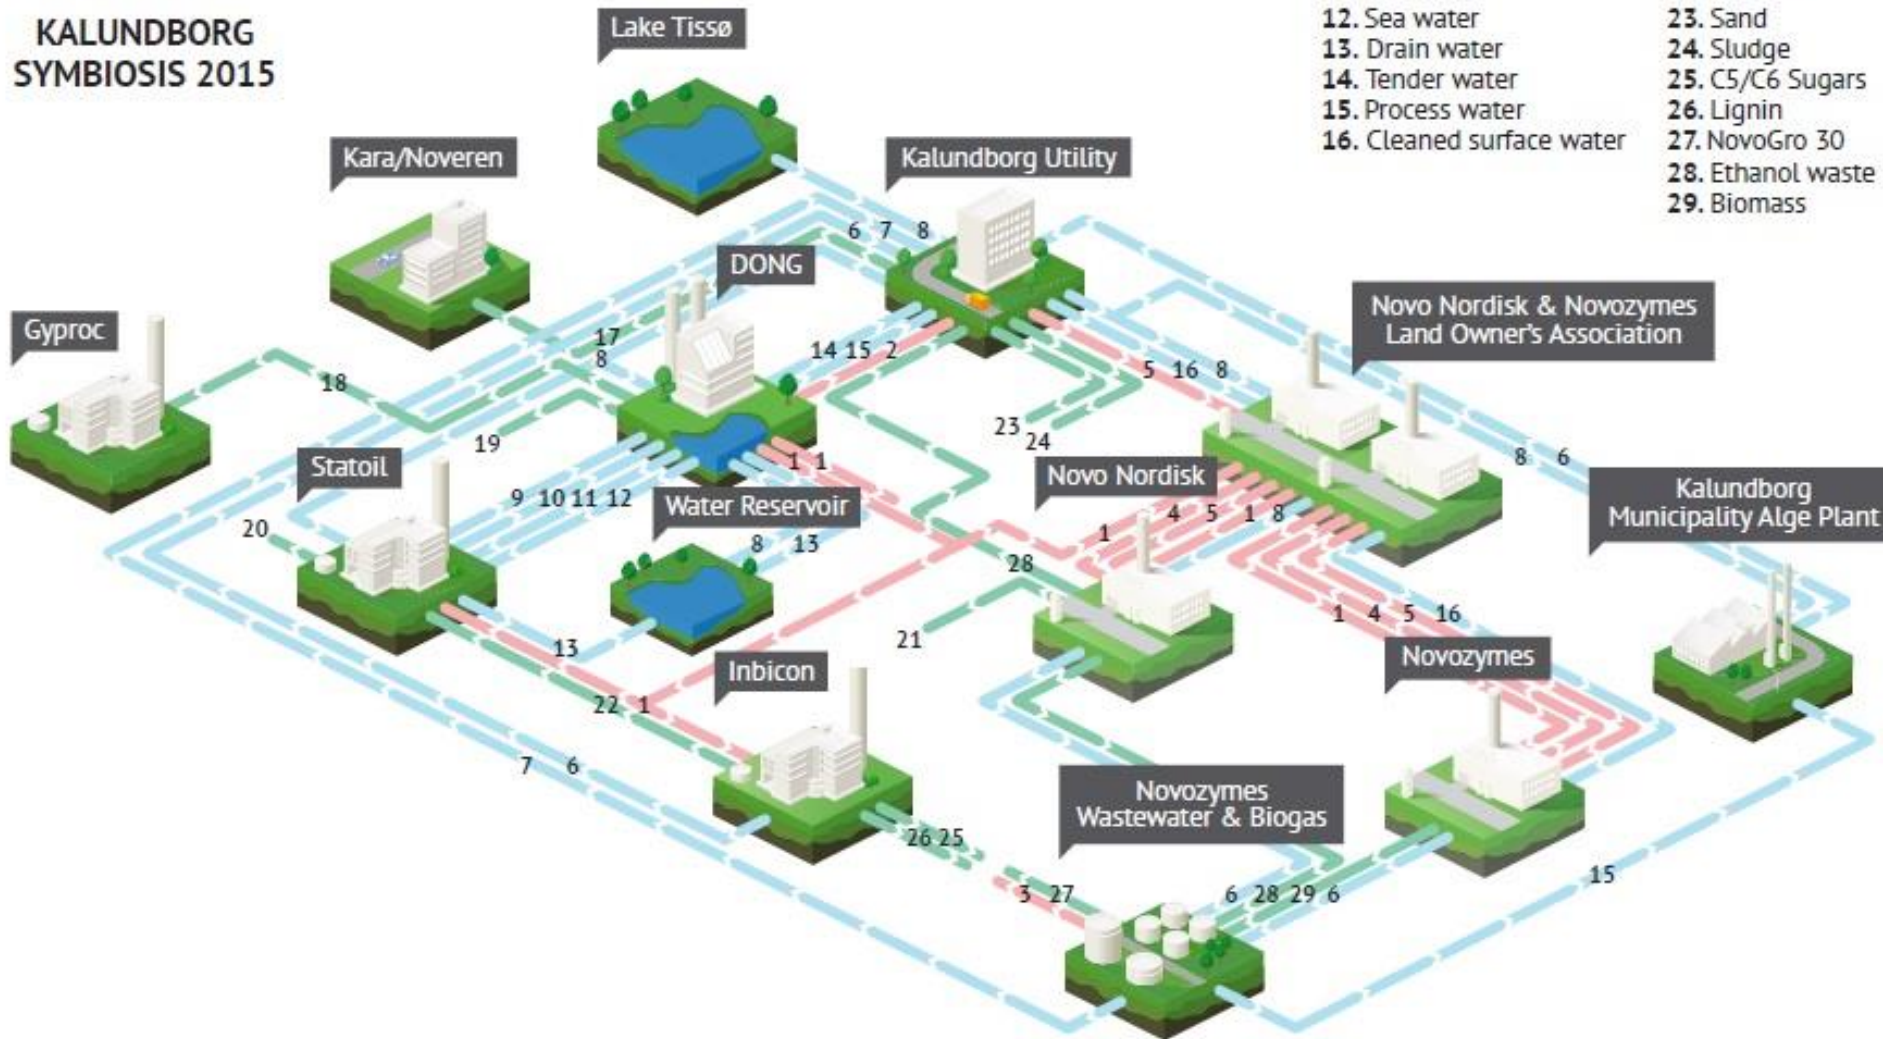 KALUNDBORG
SYMBIOSIS 2015
12. Sea water
13. Drain water
14. Tender water
15. Process water
16. Cleaned surface water
23. Sand
24. Sludge
25. C5/C6 Sugars
26. Lignin
27. NovoGro 30
28. Ethanol waste
29. Biomass
Lake Tissø
Kara/Noveren
Kalundborg Utility
6 7 8
DONG
Novo Nordisk & Novozymes
Land Owner's Association
Gyproc
17
8
14 15 2
5 16 8
18
23
24
19
1 1
8 6
Statoil
Novo Nordisk
Kalundborg
Municipality Alge Plant
9 10 11 12
Water Reservoir
4 5 1 8
1
20
8 13
28
1 4 5 16
21
13
Inbicon
Novozymes
22 1
7 6
Novozymes
Wastewater & Biogas
26 25
15
3 27
6 28 29 6